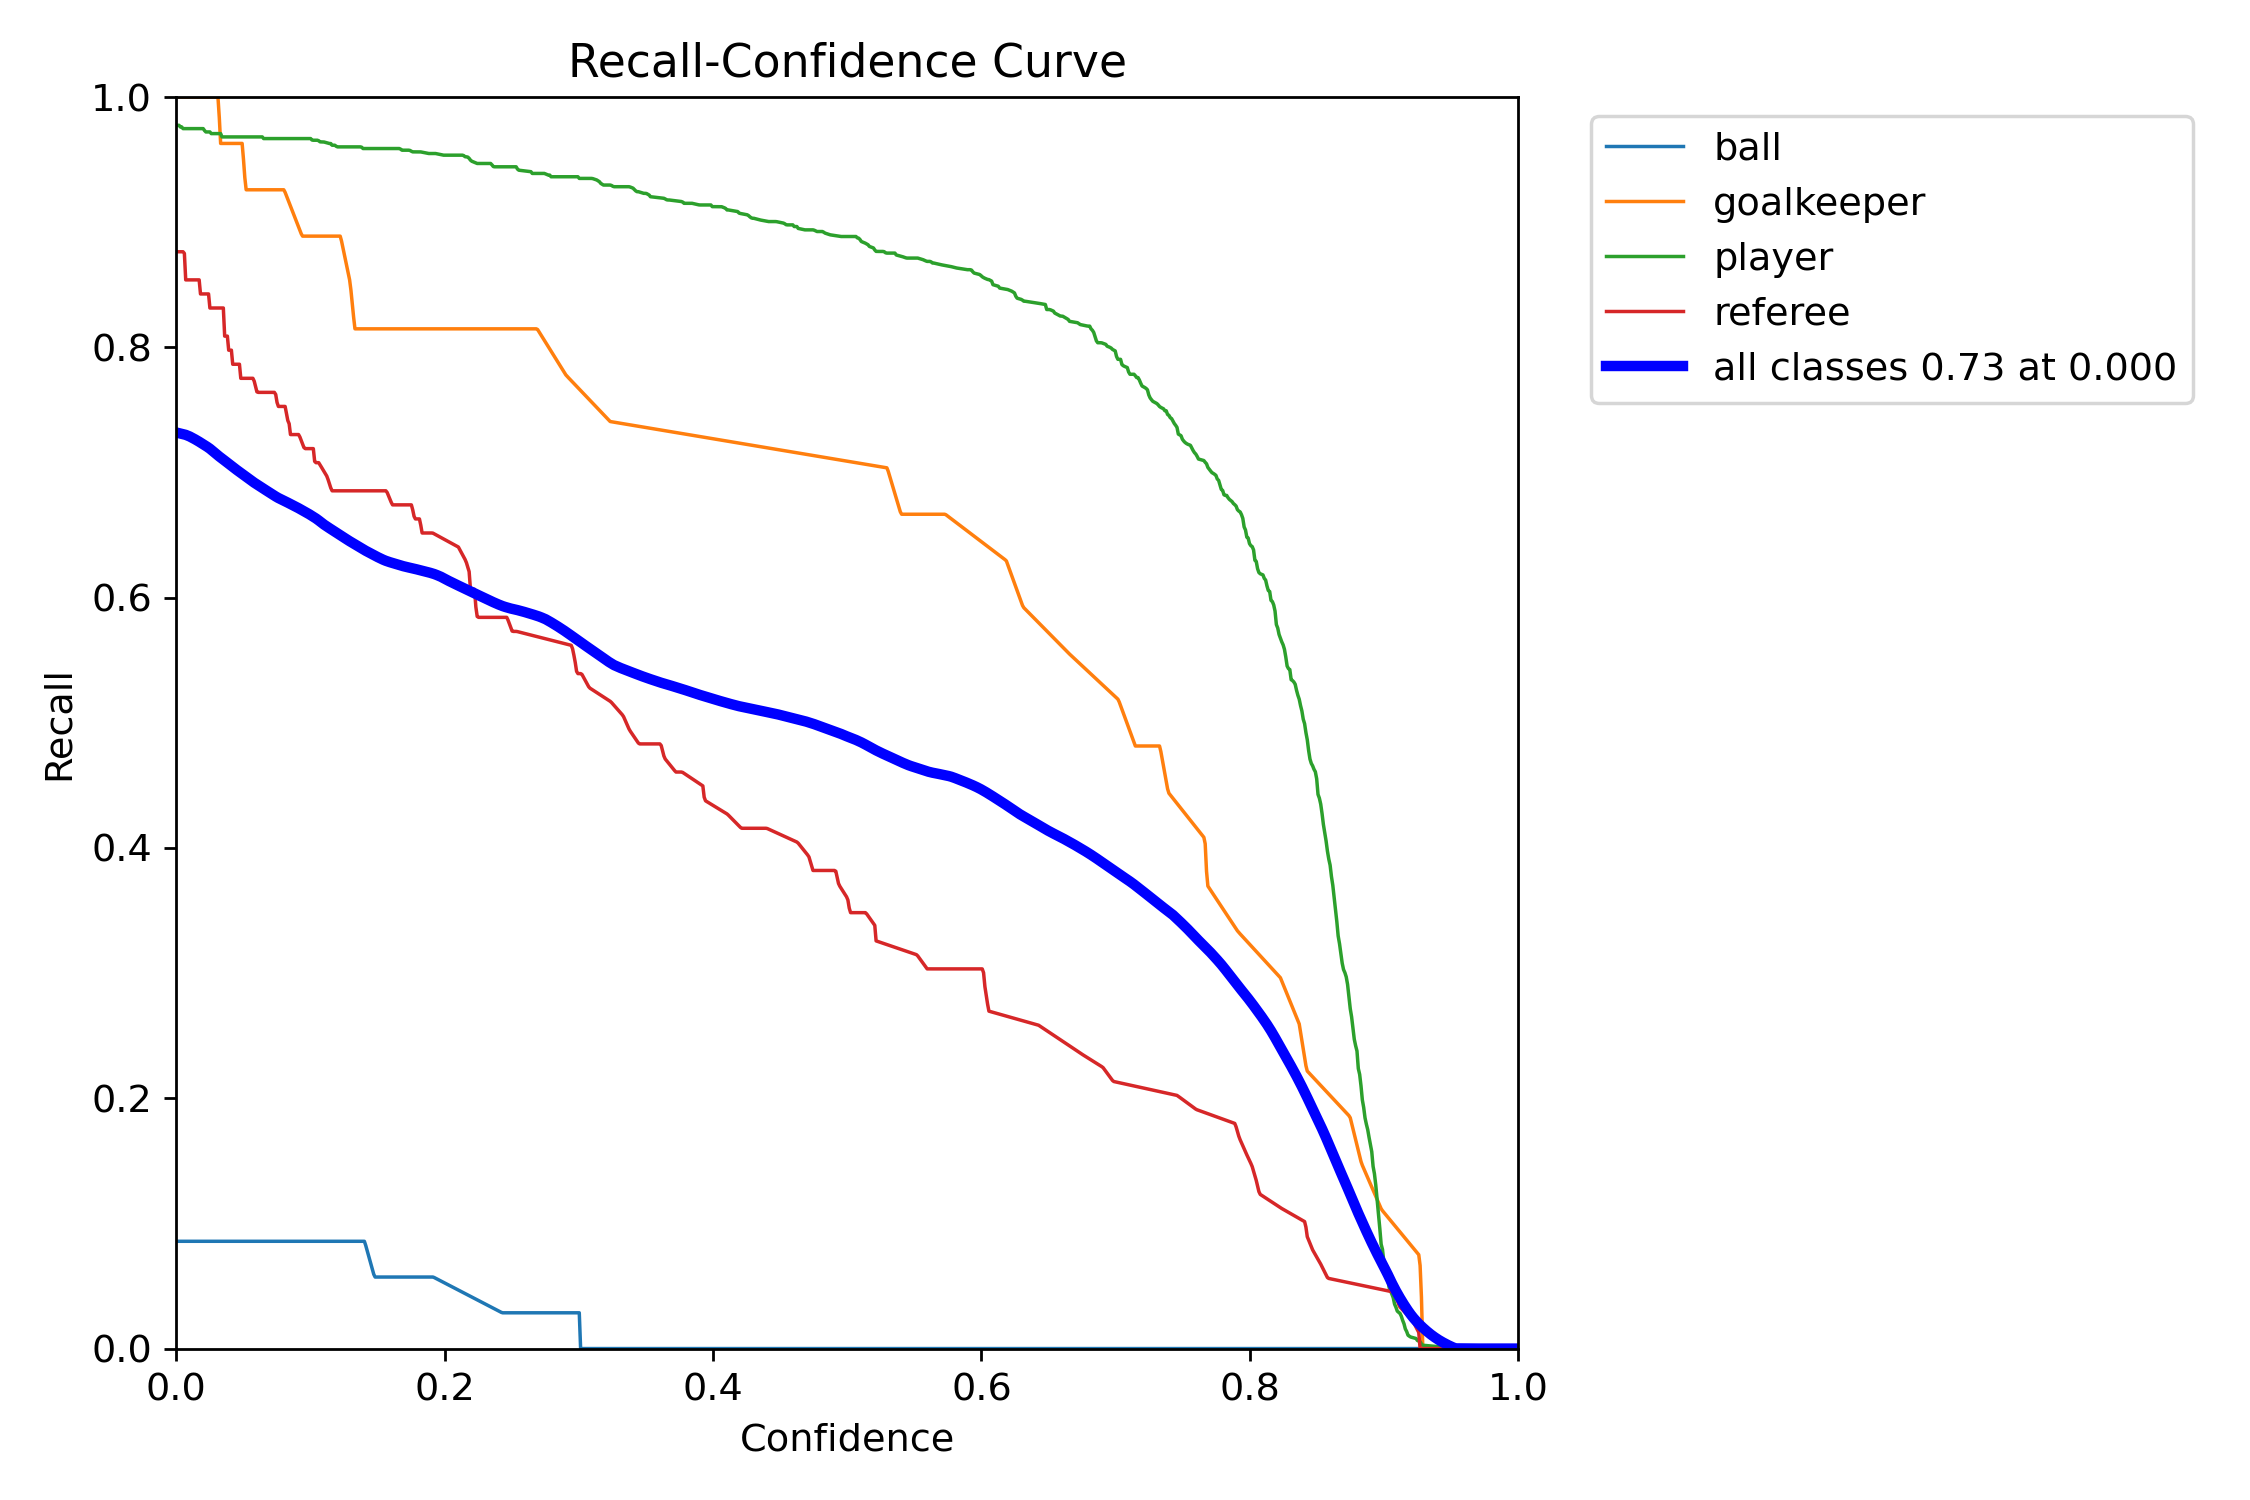 Recall-Confidence Curve
1.0
0.8
0.6
0.4
0.2
0.0
Recall
0.0 0.2 0.4 0.6 0.8 1.0
Confidence
ball
goalkeeper
player
referee
all classes 0.73 at 0.000